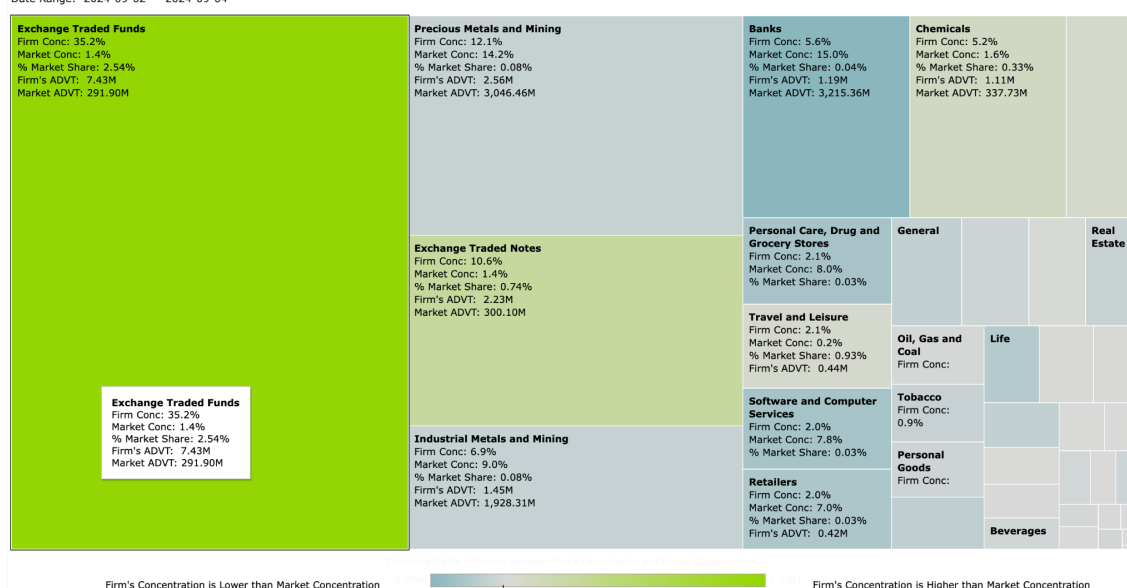 Date Range: 2024-09-02 - 2024-09-04
Exchange Traded Funds
Firm Conc: 35.2%
Market Conc: 1.4%
% Market Share: 2.54%
Firm's ADVT: 7.43M
Market ADVT: 291.90M
Exchange Traded Funds
Firm Conc: 35.2%
Market Conc: 1.4%
% Market Share: 2.54%
Firm's ADVT: 7.43M
Market ADVT: 291.90M
Precious Metals and Mining
Firm Conc: 12.1%
Market Conc: 14.2%
% Market Share: 0.08%
Firm's ADVT: 2.56M
Market ADVT: 3,046.46M
Exchange Traded Notes
Firm Conc: 10.6%
Market Conc: 1.4%
% Market Share: 0.74%
Firm's ADVT: 2.23M
Market ADVT: 300.10M
Industrial Metals and Mining
Firm Conc: 6.9%
Market Conc: 9.0%
% Market Share: 0.08%
Firm's ADVT: 1.45M
Market ADVT: 1,928.31M
Banks
Firm Conc: 5.6%
Market Conc: 15.0%
% Market Share: 0.04%
Firm's ADVT: 1.19M
Market ADVT: 3,215.36M
Chemicals
Firm Conc: 5.2%
Market Conc: 1.6%
% Market Share: 0.33%
Firm's ADVT: 1.11M
Market ADVT: 337.73M
Personal Care, Drug and
Grocery Stores
Firm Conc: 2.1%
Market Conc: 8.0%
% Market Share: 0.03%
Travel and Leisure
Firm Conc: 2.1%
Market Conc: 0.2%
% Market Share: 0.93%
Firm's ADVT: 0.44M
Software and Computer
Services
Firm Conc: 2.0%
Market Conc: 7.8%
% Market Share: 0.03%
Retailers
Firm Conc: 2.0%
Market Conc: 7.0%
% Market Share: 0.03%
Firm's ADVT: 0.42M
General
Real
Estate
Oil, Gas and
Coal
Firm Conc:
Life
Tobacco
Firm Conc:
0.9%
Personal
Goods
Firm Conc:
Beverages
Firm's Concentration is Lower than Market Concentration
Firm's Concentration is Higher than Market Concentration